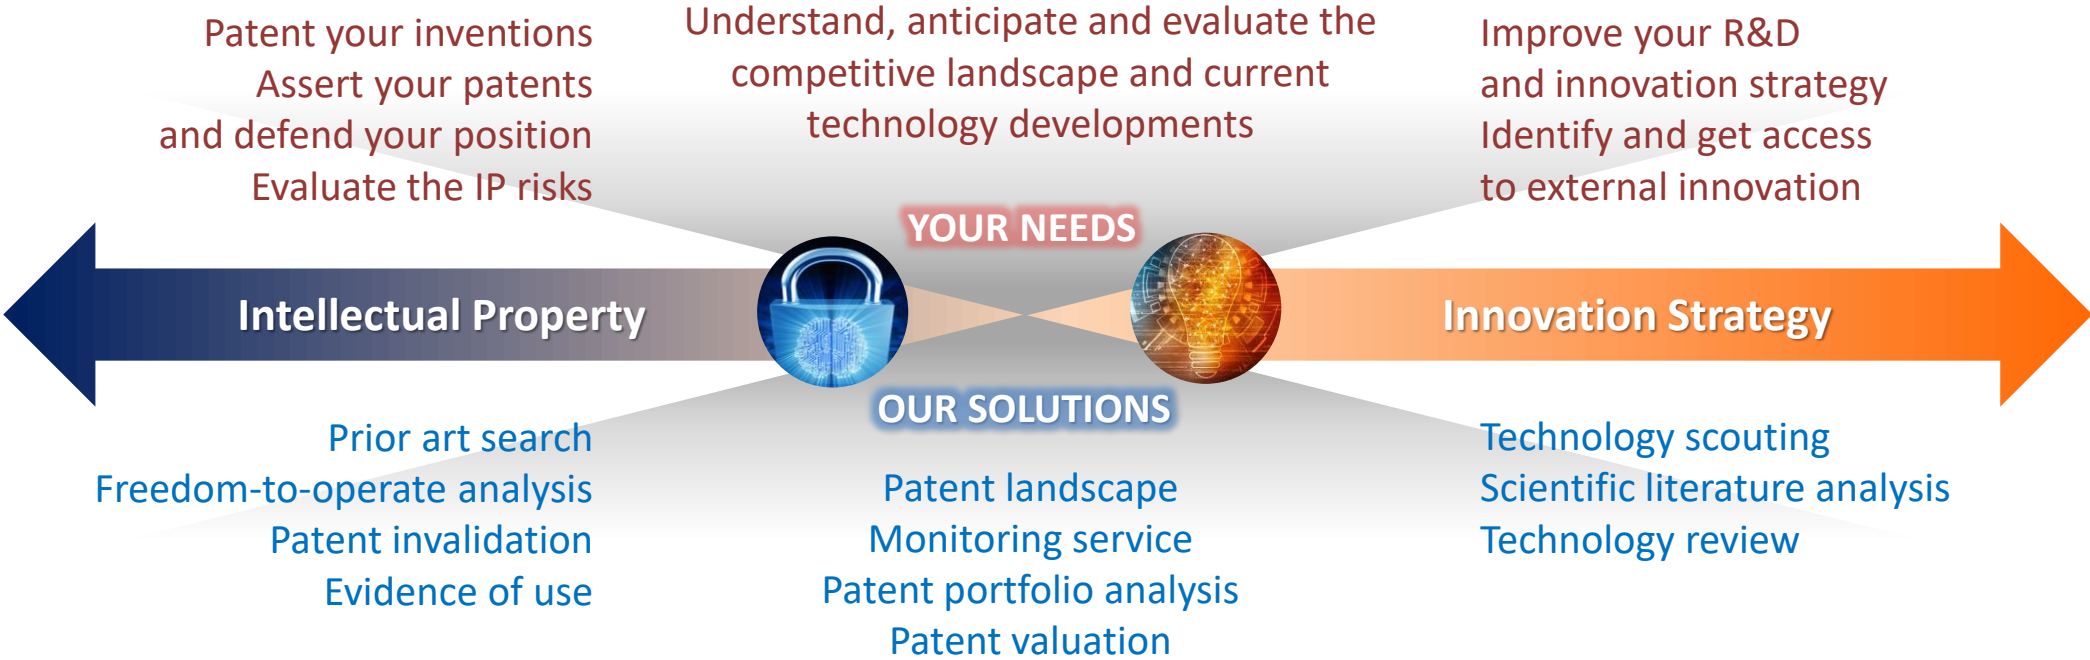 Patent your inventions
Assert your patents
and defend your position
Evaluate the IP risks
Understand, anticipate and evaluate the
competitive landscape and current
technology developments
Improve your R&D
and innovation strategy
Identify and get access
to external innovation
YOUR NEEDS
Intellectual Property
Innovation Strategy
OUR SOLUTIONS
Prior art search
Freedom-to-operate analysis
Patent invalidation
Evidence of use
Patent landscape
Monitoring service
Patent portfolio analysis
Patent valuation
Technology scouting
Scientific literature analysis
Technology review